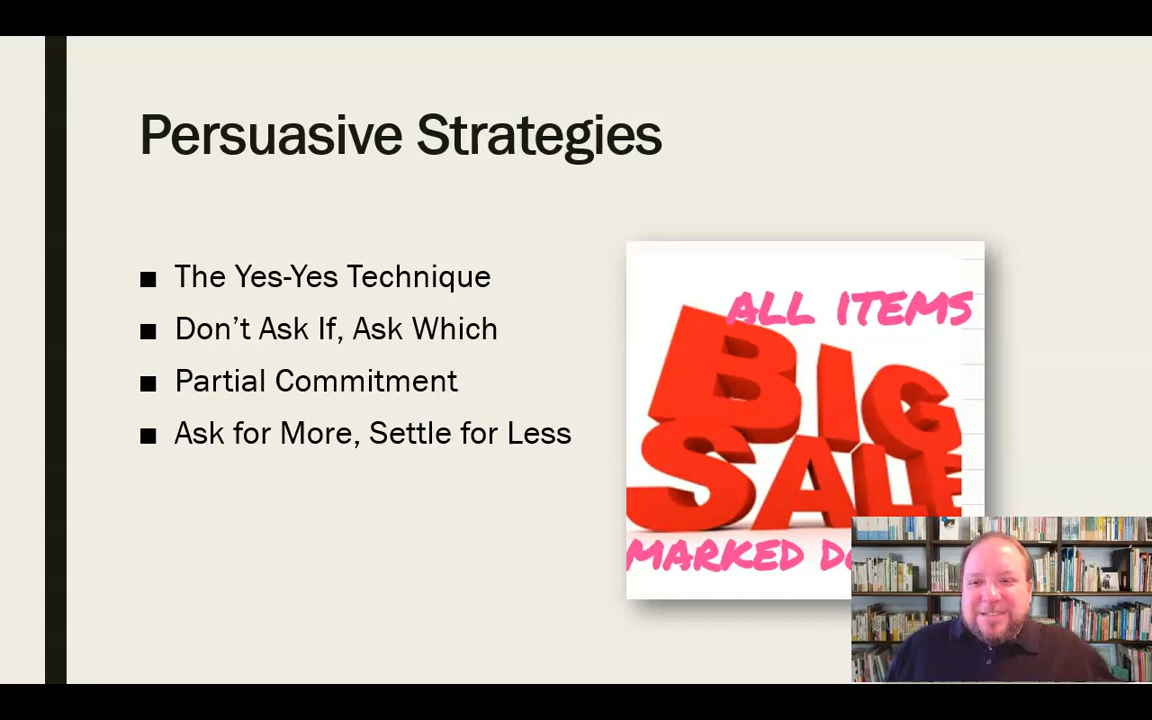 Persuasive Strategies
■ The Yes-Yes Technique
■ Don’t Ask If, Ask Which
■ Partial Commitment
■ Ask for More, Settle for Less
ALL ITEMS
BIG
SALE
MARKED